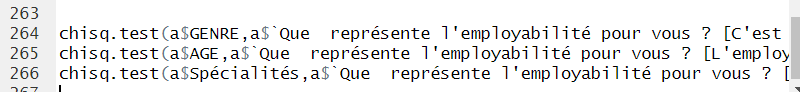 263
264 chisq.test(a$GENRE,a$`Que  représente l'employabilité pour vous ? [C'est
265 chisq.test(a$AGE,a$`Que  représente l'employabilité pour vous ? [L'employ
266 chisq.test(a$Spécialités,a$`Que  représente l'employabilité pour vous ? [
267